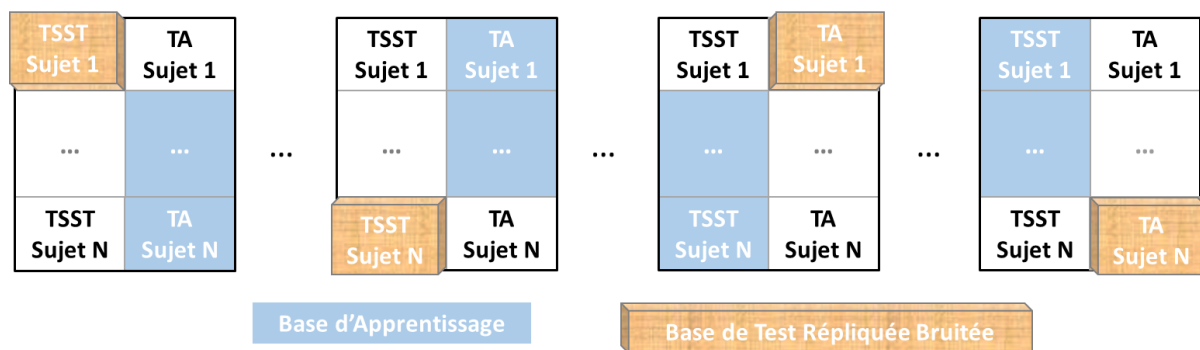 TSST
Sujet 1
TA
Sujet 1
...
...
TSST
Sujet N
TA
Sujet N
...
TSST
Sujet 1
TA
Sujet 1
...
...
TSST
Sujet N
TA
Sujet N
...
TSST
Sujet 1
TA
Sujet 1
...
...
TSST
Sujet N
TA
Sujet N
...
TSST
Sujet 1
TA
Sujet 1
...
...
TSST
Sujet N
TA
Sujet N
Base d'Apprentissage
Base de Test Répliquée Bruitée